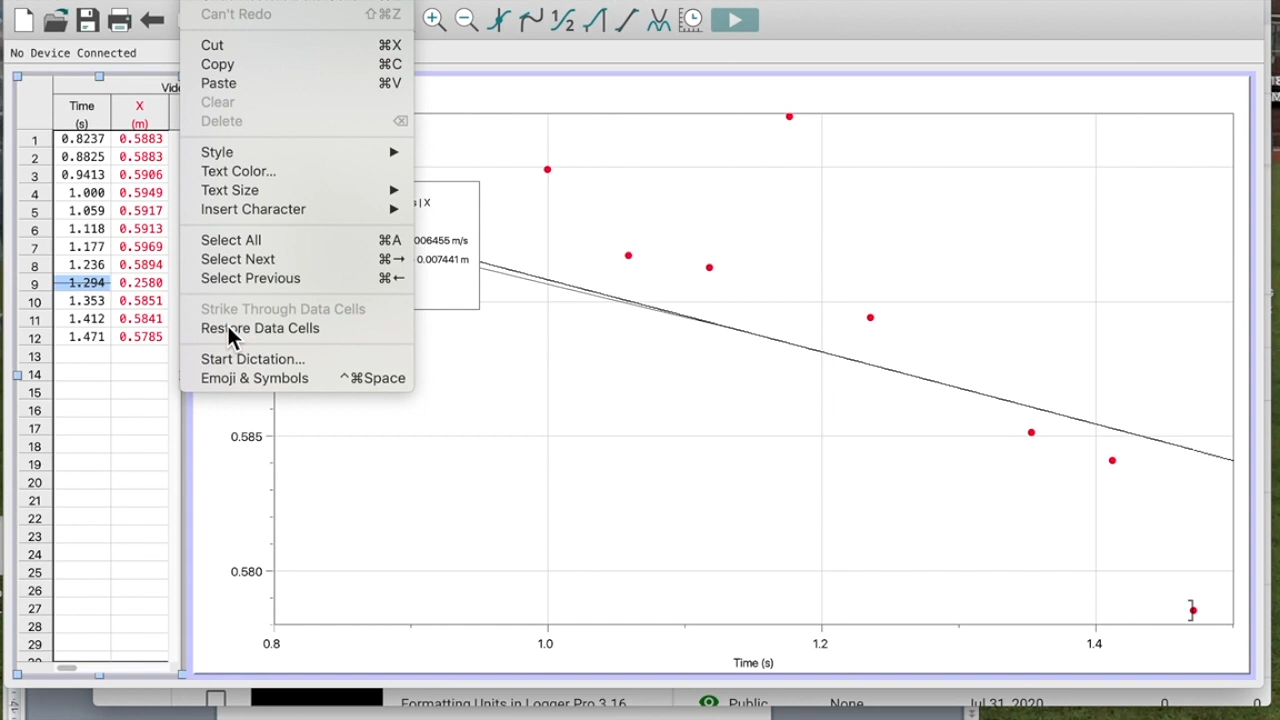 Can't Redo ⇧⌘Z
No Device Connected
Cut ⌘X
Copy ⌘C
Paste ⌘V
Clear
Delete ⌫
Style ▶
Text Color...
Text Size ▶
Insert Character ▶
Select All ⌘A
Select Next ⌘→
Select Previous ⌘←
Strike Through Data Cells
Restore Data Cells
Start Dictation...
Emoji & Symbols ^⌘Space
Time X
(s) (m)
1 0.8237 0.5883
2 0.8825 0.5883
3 0.9413 0.5906
4 1.000 0.5949
5 1.059 0.5917
6 1.118 0.5913
7 1.177 0.5969
8 1.236 0.5894
9 1.294 0.2580
10 1.353 0.5851
11 1.412 0.5841
12 1.471 0.5785
13
14
15
16
17
18
19
20
21
22
23
24
25
26
27
28
29
| X
006455 m/s
0.007441 m
0.585
0.580
0.8 1.0 1.2 1.4
Time (s)
Formatting Units in Logger Pro 3.16 Public None Jul 31, 2020 0 0